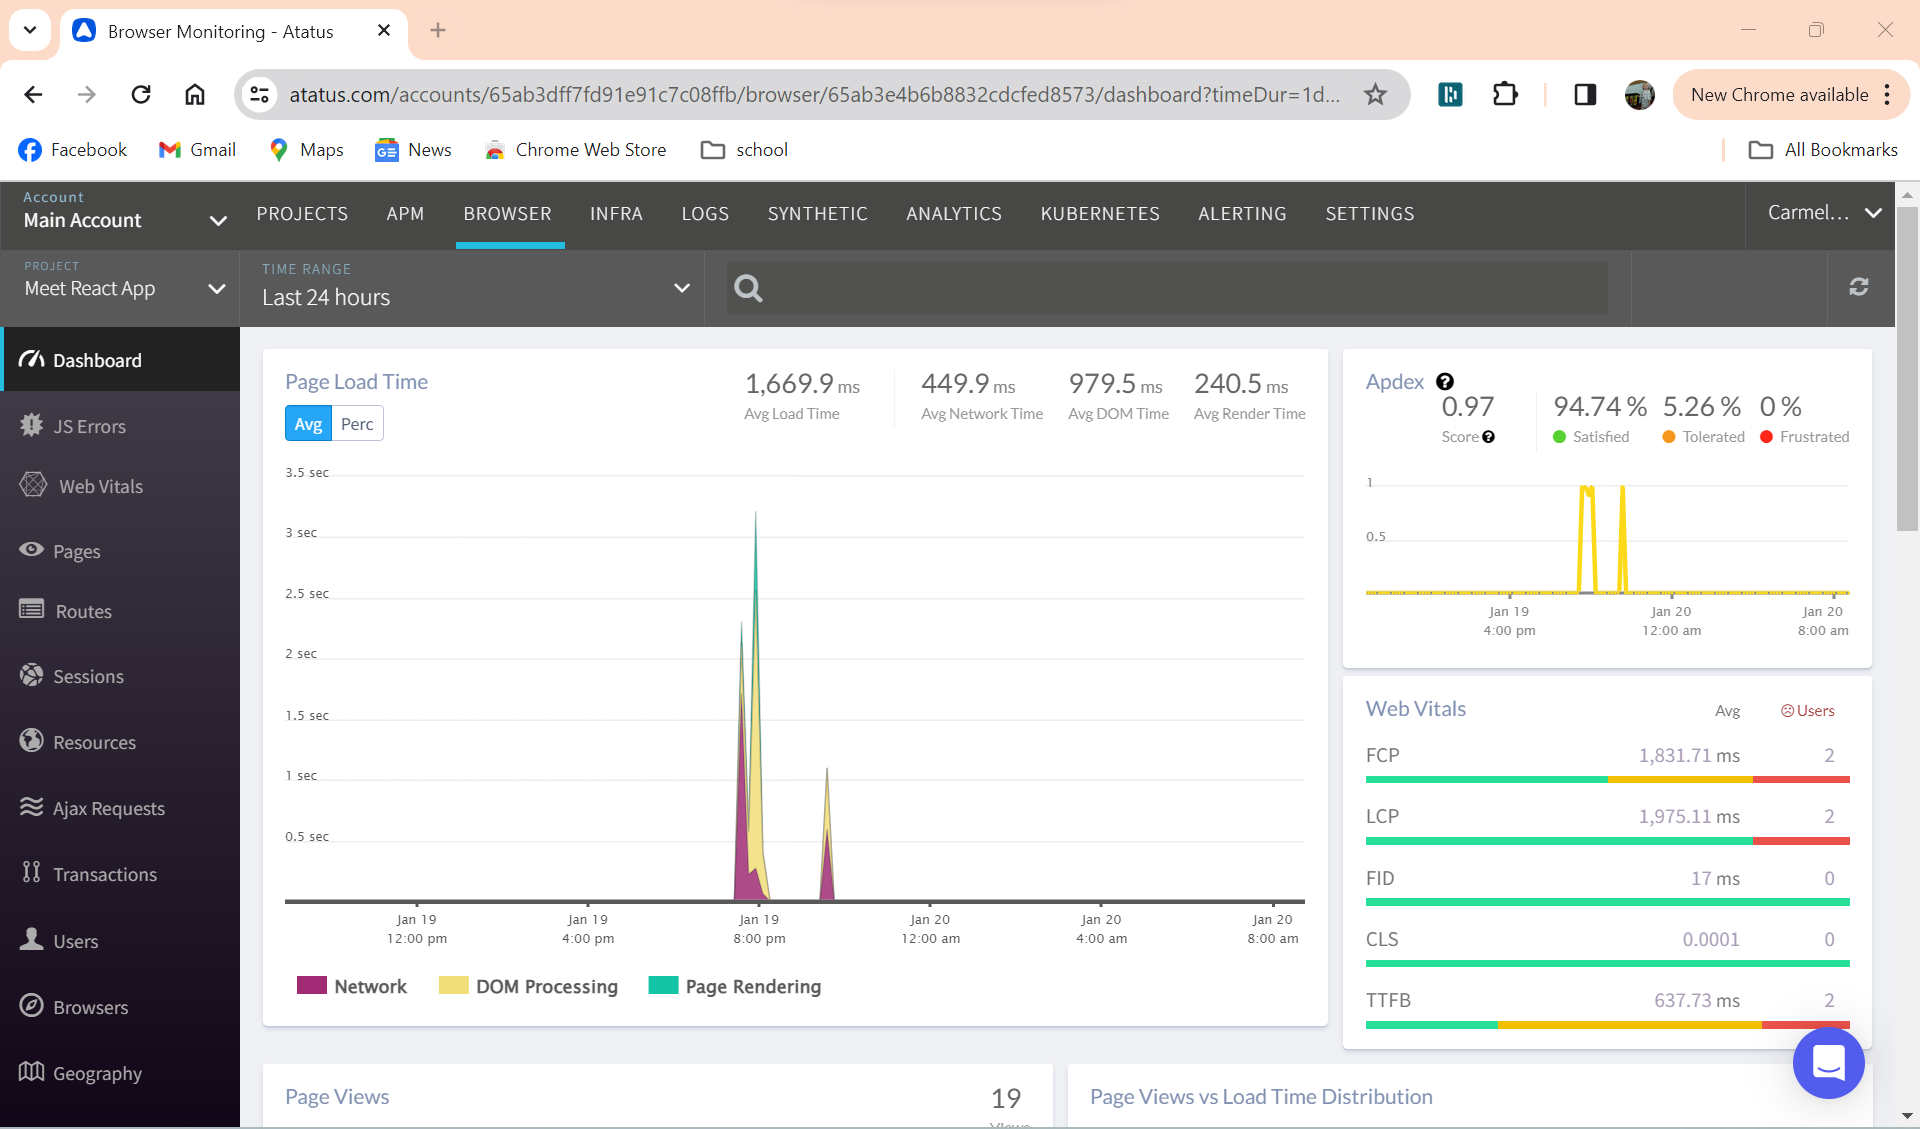 Browser Monitoring - Atatus
atatus.com/accounts/65ab3dff7fd91e91c7c08ffb/browser/65ab3e4b6b8832cdcfed8573/dashboard?timeDur=1d...
New Chrome available
Facebook
Gmail
Maps
News
Chrome Web Store
school
All Bookmarks
Account
Main Account
PROJECTS
APM
BROWSER
INFRA
LOGS
SYNTHETIC
ANALYTICS
KUBERNETES
ALERTING
SETTINGS
Carmel...
PROJECT
Meet React App
TIME RANGE
Last 24 hours
Dashboard
JS Errors
Web Vitals
Pages
Routes
Sessions
Resources
Ajax Requests
Transactions
Users
Browsers
Geography
Page Load Time
Avg Perc
1,669.9 ms
Avg Load Time
449.9 ms
Avg Network Time
979.5 ms
Avg DOM Time
240.5 ms
Avg Render Time
3.5 sec
3 sec
2.5 sec
2 sec
1.5 sec
1 sec
0.5 sec
Jan 19
12:00 pm
Jan 19
4:00 pm
Jan 19
8:00 pm
Jan 20
12:00 am
Jan 20
4:00 am
Jan 20
8:00 am
Network
DOM Processing
Page Rendering
Apdex ?
0.97
Score ?
94.74 %
Satisfied
5.26 %
Tolerated
0 %
Frustrated
1
0.5
Jan 19
4:00 pm
Jan 20
12:00 am
Jan 20
8:00 am
Web Vitals
Avg
Users
FCP 1,831.71 ms 2
LCP 1,975.11 ms 2
FID 17 ms 0
CLS 0.0001 0
TTFB 637.73 ms 2
Page Views
19
Views
Page Views vs Load Time Distribution